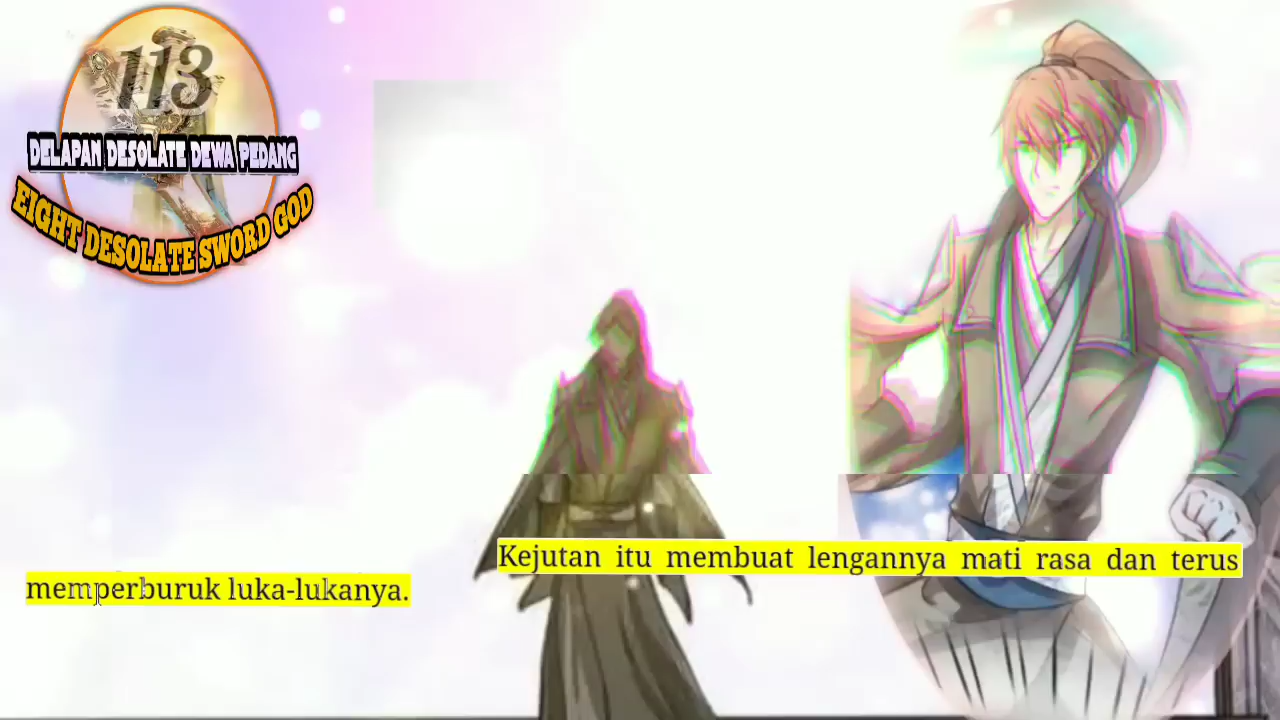 113
DELAPAN DESOLATE DEWA PEDANG
EIGHT DESOLATE SWORD GOD
Kejutan itu membuat lengannya mati rasa dan terus
memperburuk luka-lukanya.